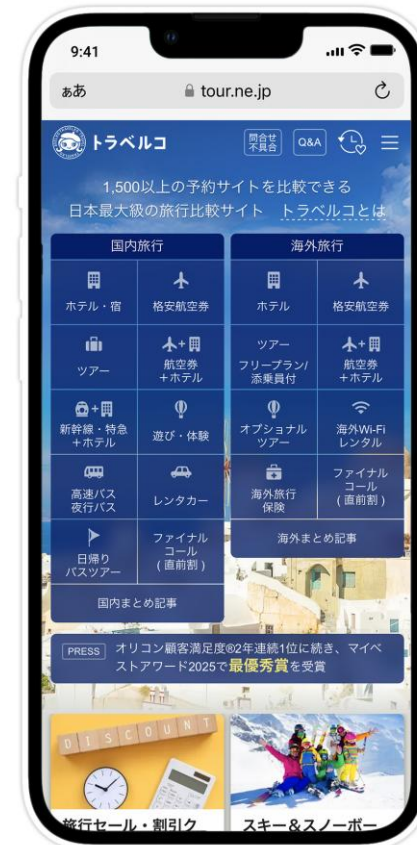 9:41
ぁあ
tour.ne.jp
トラベルコ
問合せ
不具合
Q&A
1,500以上の予約サイトを比較できる
日本最大級の旅行比較サイト トラベルコとは
国内旅行
ホテル・宿
格安航空券
ツアー
航空券
+ホテル
新幹線・特急
+ホテル
遊び・体験
高速バス
夜行バス
レンタカー
日帰り
バスツアー
ファイナル
コール
(直前割)
国内まとめ記事
海外旅行
ホテル
格安航空券
ツアー
フリープラン/
添乗員付
航空券
+ホテル
オプショナル
ツアー
海外Wi-Fi
レンタル
海外旅行
保険
ファイナル
コール
(直前割)
海外まとめ記事
PRESS
オリコン顧客満足度®2年連続1位に続き、マイベ
ストアワード2025で最優秀賞を受賞
DISCOUNT
旅行セール・割引ク
スキー&スノーボー